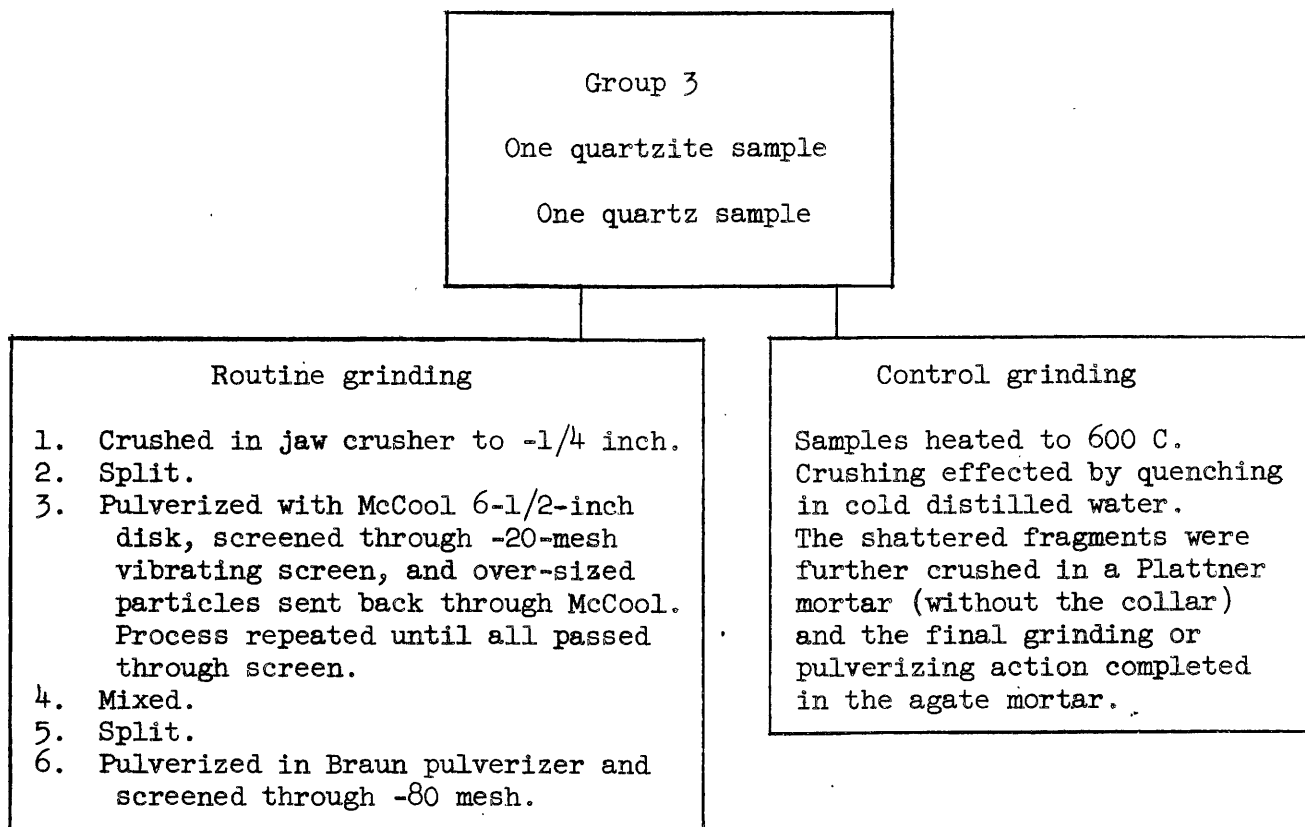 Group 3
One quartzite sample
One quartz sample
Routine grinding
1. Crushed in jaw crusher to -1/4 inch.
2. Split.
3. Pulverized with McCool 6-1/2-inch
disk, screened through -20-mesh
vibrating screen, and over-sized
particles sent back through McCool.
Process repeated until all passed
through screen.
4. Mixed.
5. Split.
6. Pulverized in Braun pulverizer and
screened through -80 mesh.
Control grinding
Samples heated to 600 C.
Crushing effected by quenching
in cold distilled water.
The shattered fragments were
further crushed in a Plattner
mortar (without the collar)
and the final grinding or
pulverizing action completed
in the agate mortar.